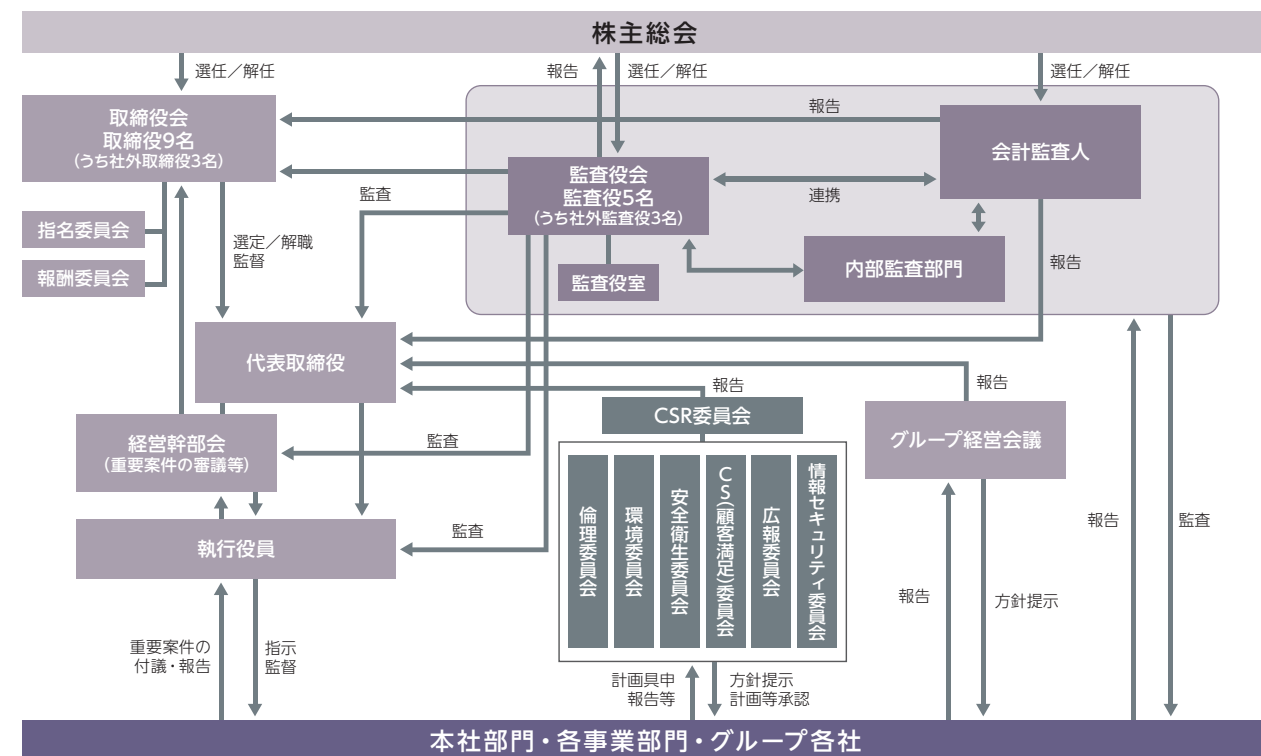 株主総会
選任／解任
報告
選任／解任
選任／解任
取締役会
取締役9名
(うち社外取締役3名)
報告
会計監査人
監査役会
監査役5名
(うち社外監査役3名)
監査
連携
指名委員会
報酬委員会
選定／解職
監督
監査役室
内部監査部門
報告
代表取締役
報告
報告
CSR委員会
グループ経営会議
経営幹部会
(重要案件の審議等)
監査
倫理委員会
環境委員会
安全衛生委員会
CS(顧客満足)委員会
広報委員会
情報セキュリティ委員会
執行役員
監査
報告
監査
報告
方針提示
重要案件の
付議・報告
指示
監督
計画具申
報告等
方針提示
計画等承認
本社部門・各事業部門・グループ各社